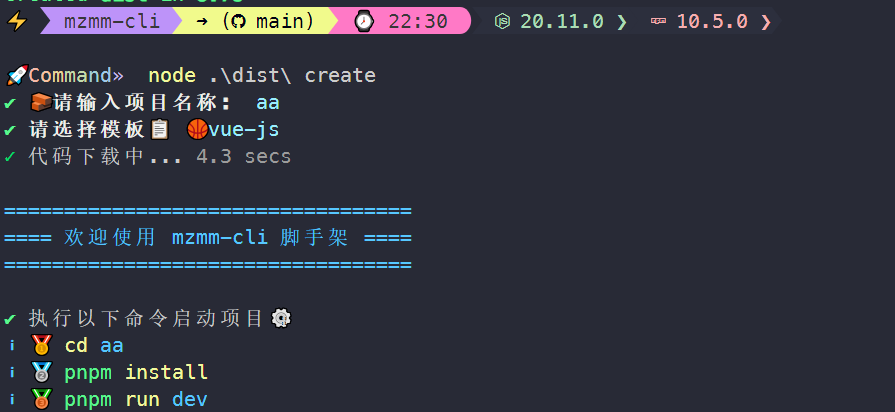 ⚡ mzmm-cli ➜ ( main) ⌚ 22:30 20.11.0 ❯ 10.5.0 ❯
🚀Command» node .\dist\ create
✔ 🧱请输入项目名称: aa
✔ 请选择模板📋 🏀vue-js
✓ 代码下载中... 4.3 secs
==================================
==== 欢迎使用 mzmm-cli 脚手架 ====
==================================
✔ 执行以下命令启动项目⚙️
ℹ 🥇 cd aa
ℹ 🥈 pnpm install
ℹ 🥉 pnpm run dev